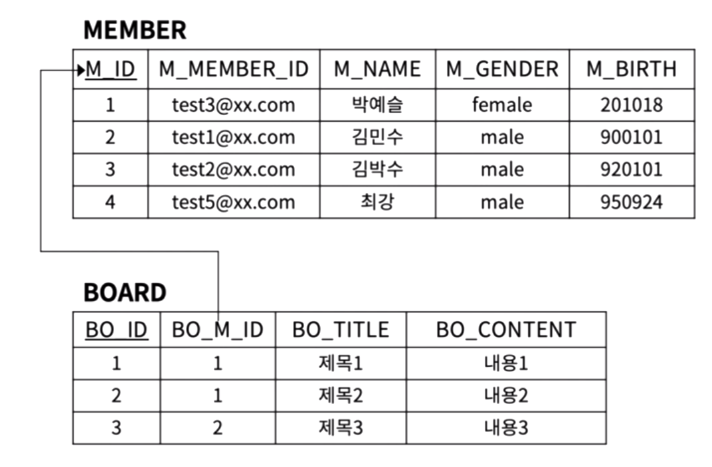 MEMBER
M_ID M_MEMBER_ID M_NAME M_GENDER M_BIRTH
1 test3@xx.com 박예슬 female 201018
2 test1@xx.com 김민수 male 900101
3 test2@xx.com 김박수 male 920101
4 test5@xx.com 최강 male 950924
BOARD
BO_ID BO_M_ID BO_TITLE BO_CONTENT
1 1 제목1 내용1
2 1 제목2 내용2
3 2 제목3 내용3